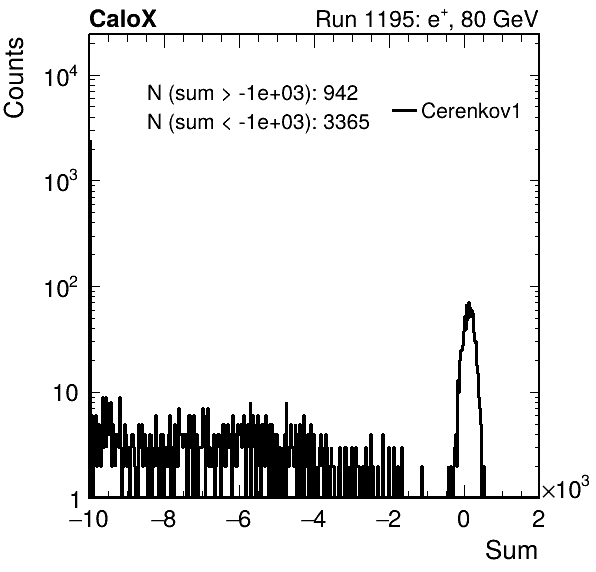 CaloX Run 1195: e⁺, 80 GeV
Counts
N (sum > -1e+03): 942
N (sum < -1e+03): 3365
Cerenkov1
10⁴
10³
10²
10
1
−10 −8 −6 −4 −2 0 2
×10³
Sum